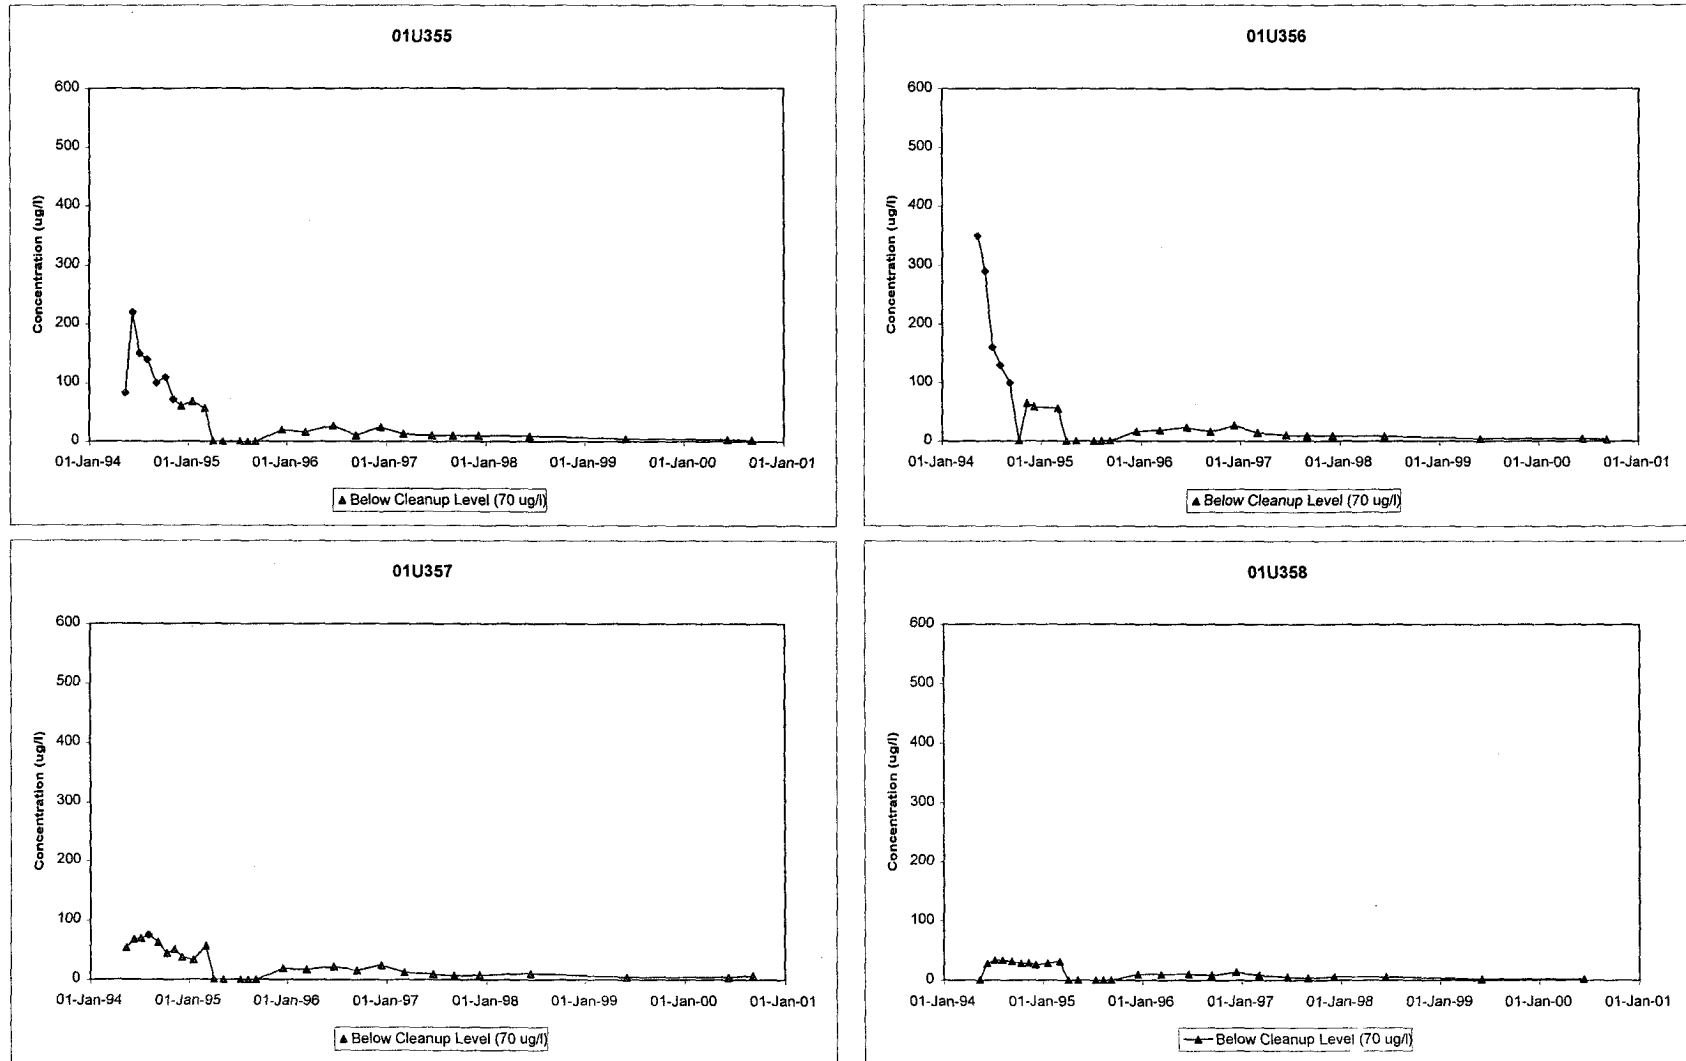 01U355
Concentration (ug/l)
600
500
400
300
200
100
0
01-Jan-94 01-Jan-95 01-Jan-96 01-Jan-97 01-Jan-98 01-Jan-99 01-Jan-00 01-Jan-01
Below Cleanup Level (70 ug/l)
01U356
Concentration (ug/l)
600
500
400
300
200
100
0
01-Jan-94 01-Jan-95 01-Jan-96 01-Jan-97 01-Jan-98 01-Jan-99 01-Jan-00 01-Jan-01
Below Cleanup Level (70 ug/l)
01U357
Concentration (ug/l)
600
500
400
300
200
100
0
01-Jan-94 01-Jan-95 01-Jan-96 01-Jan-97 01-Jan-98 01-Jan-99 01-Jan-00 01-Jan-01
Below Cleanup Level (70 ug/l)
01U358
Concentration (ug/l)
600
500
400
300
200
100
0
01-Jan-94 01-Jan-95 01-Jan-96 01-Jan-97 01-Jan-98 01-Jan-99 01-Jan-00 01-Jan-01
Below Cleanup Level (70 ug/l)